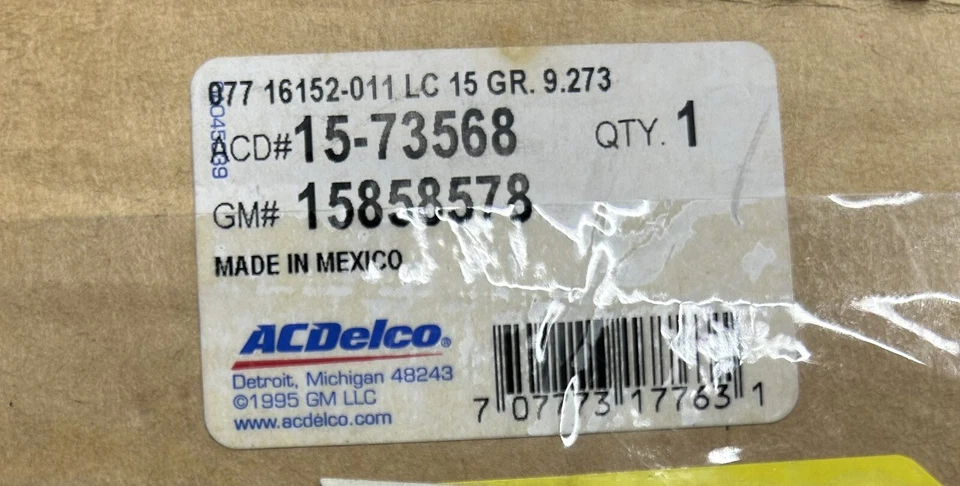 077 16152-011 LC 15 GR. 9.273
ACD# 15-73568 QTY. 1
GM# 15858578
MADE IN MEXICO
ACDelco®
Detroit, Michigan 48243
©1995 GM LLC
www.acdelco.com
7 07773 17763 1